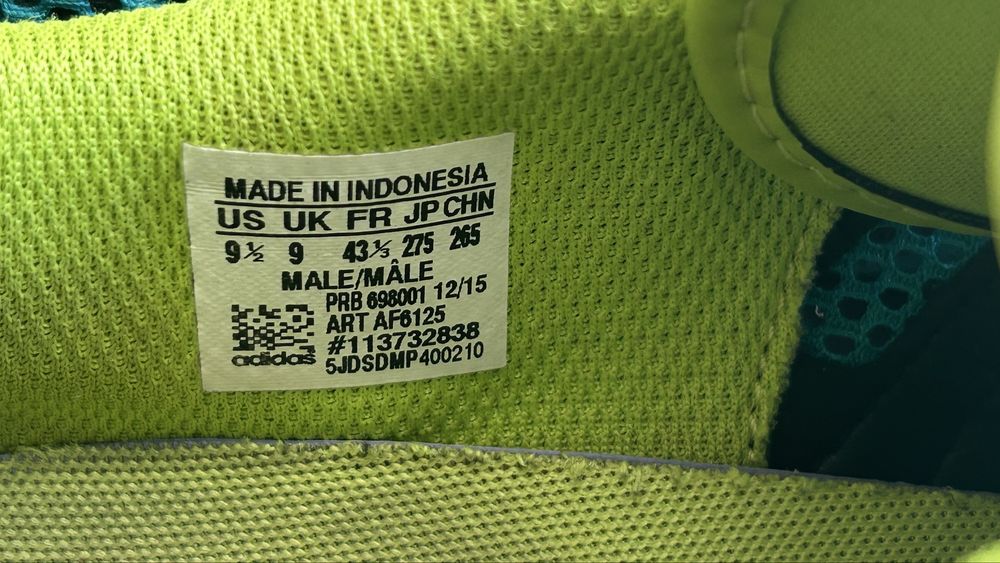 MADE IN INDONESIA
US UK FR JP CHN
9½ 9 43⅓ 275 265
MALE/MÂLE
PRB 698001 12/15
ART AF6125
#113732838
adidas 5JDSDMP400210